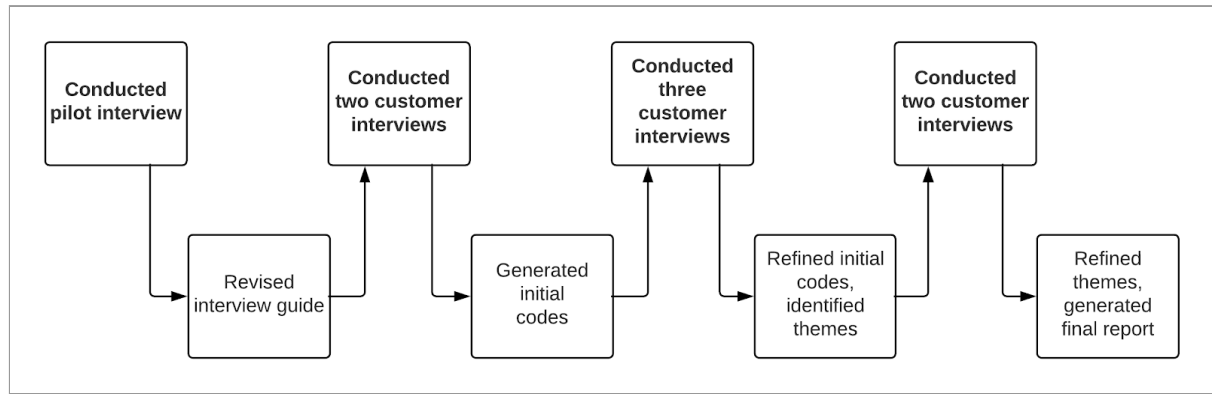 Conducted
pilot interview
Revised
interview guide
Conducted
two customer
interviews
Generated
initial
codes
Conducted
three
customer
interviews
Refined initial
codes,
identified
themes
Conducted
two customer
interviews
Refined
themes,
generated
final report